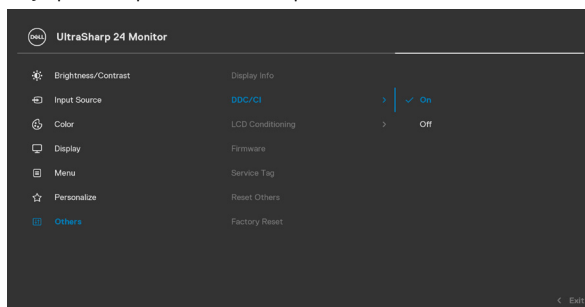 DELL UltraSharp 24 Monitor
Brightness/Contrast Display Info
Input Source DDC/CI On
Color LCD Conditioning Off
Display Firmware
Menu Service Tag
Personalize Reset Others
Others Factory Reset
Exit